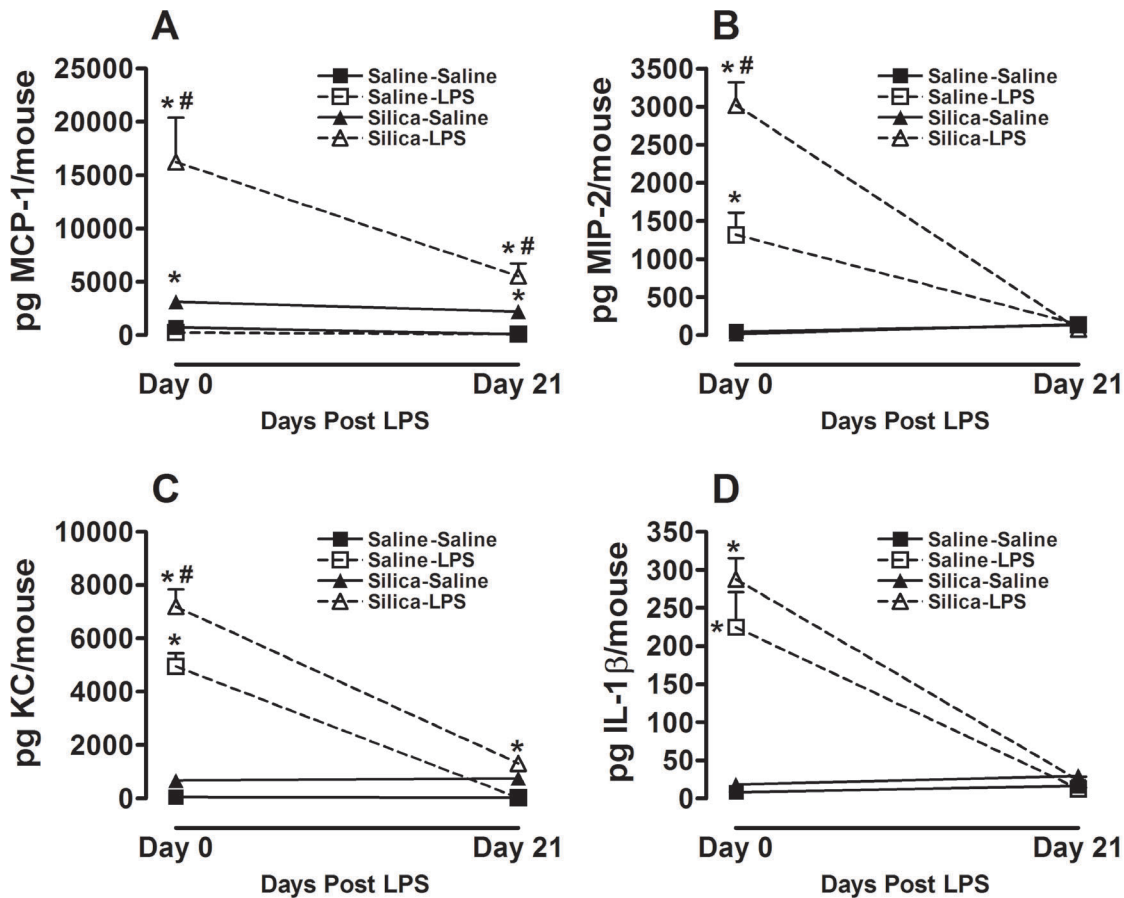 A
pg MCP-1/mouse
25000
20000
15000
10000
5000
0
Saline-Saline
Saline-LPS
Silica-Saline
Silica-LPS
*#
*
*#
*
Day 0
Day 21
Days Post LPS
B
pg MIP-2/mouse
3500
3000
2500
2000
1500
1000
500
0
Saline-Saline
Saline-LPS
Silica-Saline
Silica-LPS
*#
*
Day 0
Day 21
Days Post LPS
C
pg KC/mouse
10000
8000
6000
4000
2000
0
Saline-Saline
Saline-LPS
Silica-Saline
Silica-LPS
*#
*
*
Day 0
Day 21
Days Post LPS
D
pg IL-1β/mouse
350
300
250
200
150
100
50
0
Saline-Saline
Saline-LPS
Silica-Saline
Silica-LPS
*
*
Day 0
Day 21
Days Post LPS